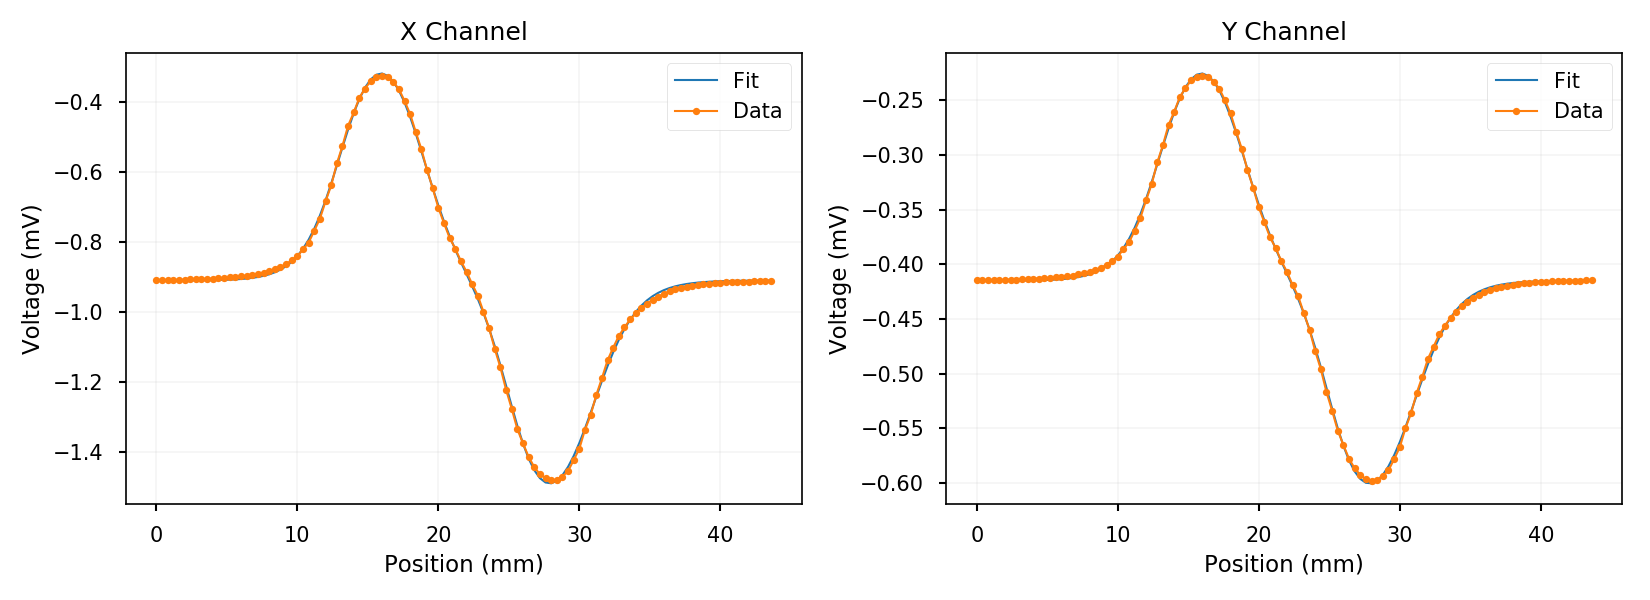 X Channel
Voltage (mV)
−0.4
−0.6
−0.8
−1.0
−1.2
−1.4
Fit
Data
0 10 20 30 40
Position (mm)
Y Channel
Voltage (mV)
−0.25
−0.30
−0.35
−0.40
−0.45
−0.50
−0.55
−0.60
Fit
Data
0 10 20 30 40
Position (mm)